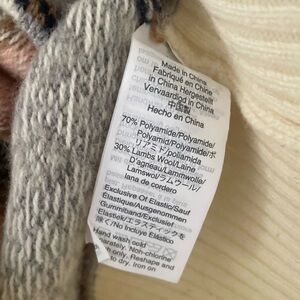 Made in China
Fabriqué en Chine
in China Hergestellt
Vervaardigd in China
中国製
Hecho en China
70% Polyamide/Polyamide/
Polyamid/Polyamide/ポ
リアミド/poliamida
30% Lambs Wool/Laine
D'agneau/Lammwolle/
Lamswol/ラムウール/
lana de cordero
Exclusive Of Elastic/Sauf
Élastique/Ausgenommen
Gummiband/Exclusief
Elastiek/エラスティックを
除く/No Incluye Elástico
Hand wash cold
separately. Non-chlorine
bleach only. Reshape and
dry. Iron on